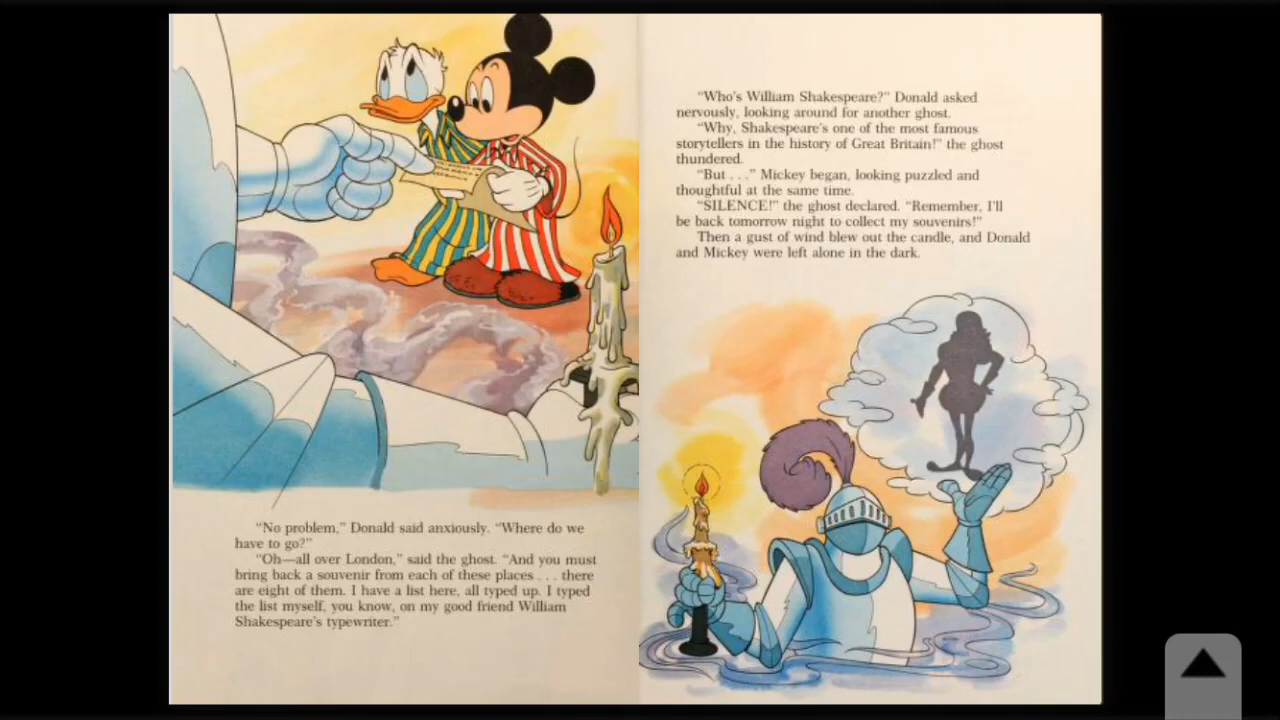 “No problem,” Donald said anxiously. “Where do we
have to go?”
“Oh—all over London,” said the ghost. “And you must
bring back a souvenir from each of these places . . . there
are eight of them. I have a list here, all typed up. I typed
the list myself, you know, on my good friend William
Shakespeare’s typewriter.”
“Who’s William Shakespeare?” Donald asked
nervously, looking around for another ghost.
“Why, Shakespeare’s one of the most famous
storytellers in the history of Great Britain!” the ghost
thundered.
“But . . .” Mickey began, looking puzzled and
thoughtful at the same time.
“SILENCE!” the ghost declared. “Remember, I’ll
be back tomorrow night to collect my souvenirs!”
Then a gust of wind blew out the candle, and Donald
and Mickey were left alone in the dark.